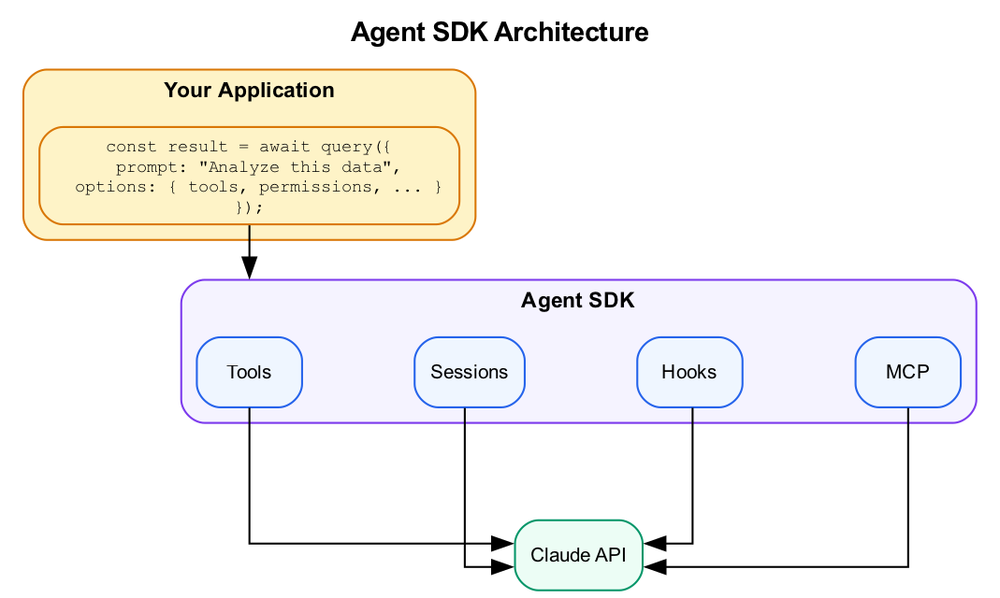 Agent SDK Architecture
Your Application
const result = await query({
prompt: "Analyze this data",
options: { tools, permissions, ... }
});
Agent SDK
Tools
Sessions
Hooks
MCP
Claude API